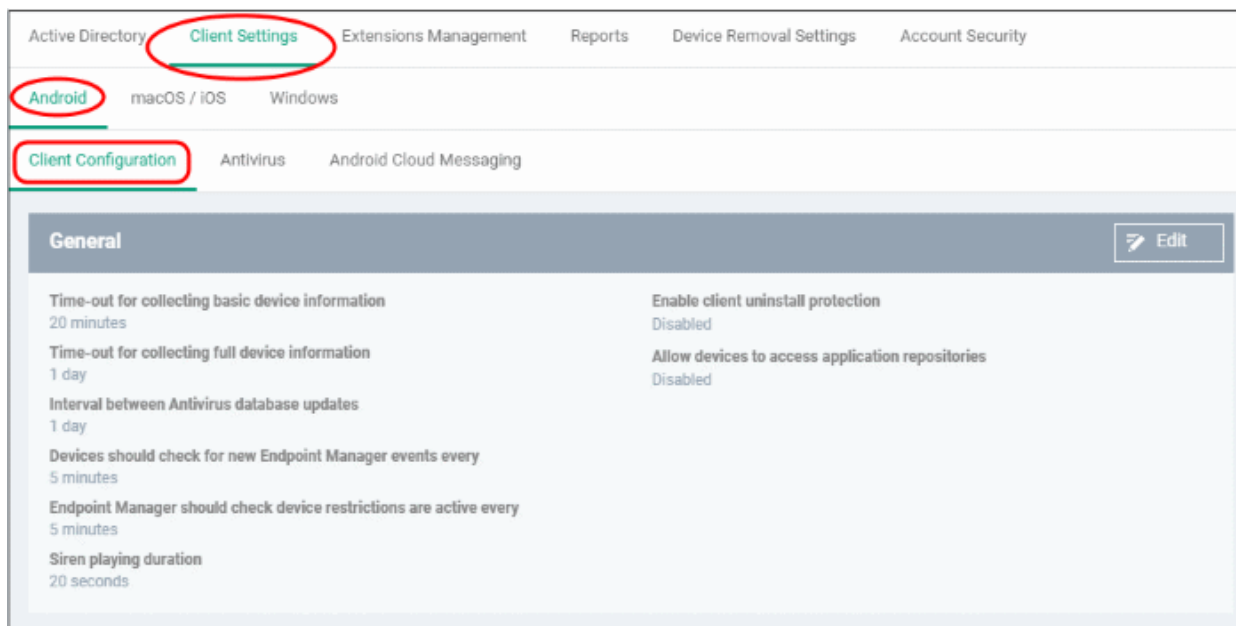 Active Directory Client Settings Extensions Management Reports Device Removal Settings Account Security
Android macOS / iOS Windows
Client Configuration Antivirus Android Cloud Messaging
General Edit
Time-out for collecting basic device information
20 minutes
Time-out for collecting full device information
1 day
Interval between Antivirus database updates
1 day
Devices should check for new Endpoint Manager events every
5 minutes
Endpoint Manager should check device restrictions are active every
5 minutes
Siren playing duration
20 seconds
Enable client uninstall protection
Disabled
Allow devices to access application repositories
Disabled